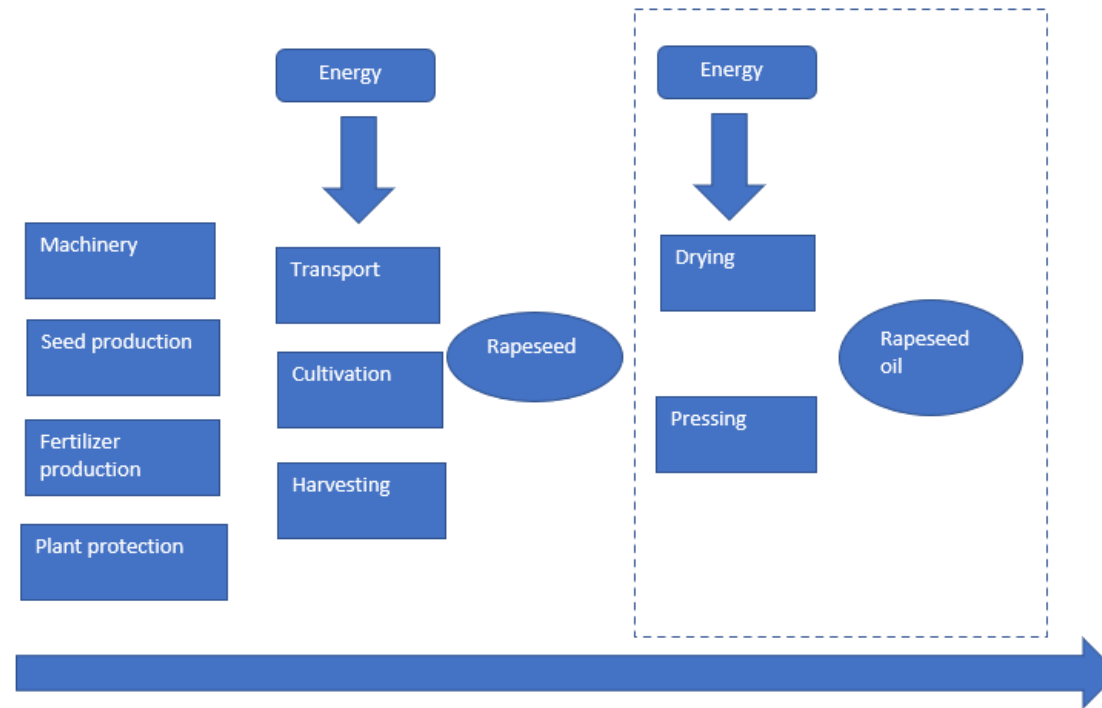 Energy
Energy
Machinery
Seed production
Fertilizer
production
Plant protection
Transport
Cultivation
Harvesting
Rapeseed
Drying
Pressing
Rapeseed
oil